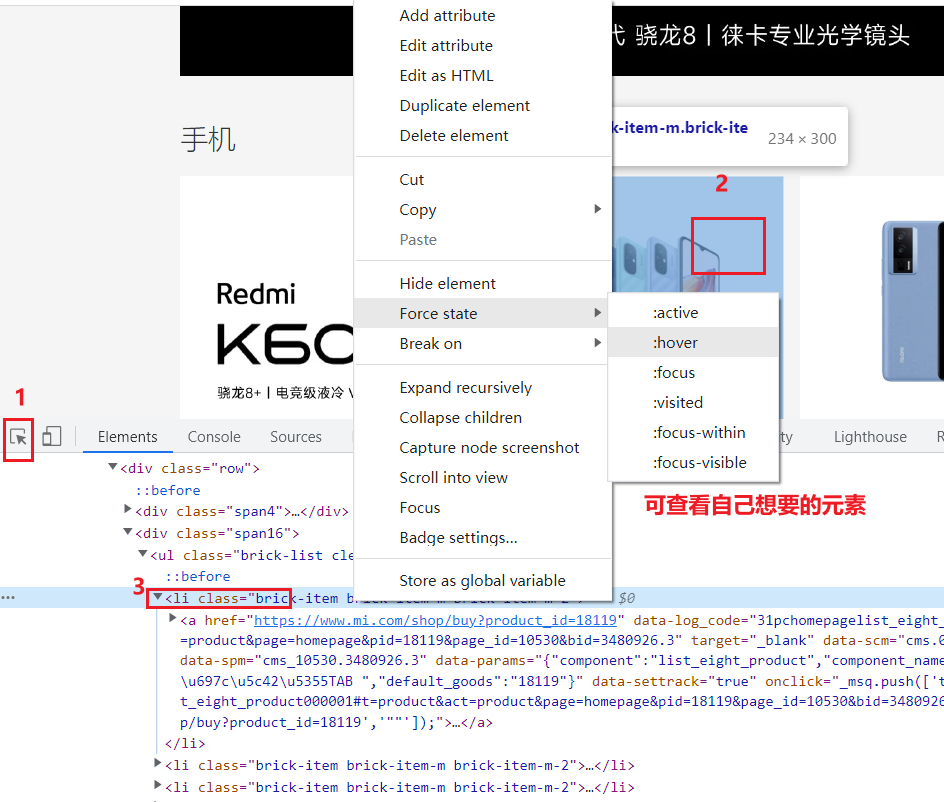 Add attribute
Edit attribute
Edit as HTML
Duplicate element
Delete element
Cut
Copy
Paste
Hide element
Force state
Break on
Expand recursively
Collapse children
Capture node screenshot
Scroll into view
Focus
Badge settings...
Store as global variable
:active
:hover
:focus
:visited
:focus-within
:focus-visible
代 骁龙8丨徕卡专业光学镜头
手机
k-item-m.brick-ite
234 × 300
2
Redmi
K60
骁龙8+丨电竞级液冷 V
1
Elements Console Sources ty Lighthouse R
可查看自己想要的元素
<div class="row">
::before
<div class="span4">…</div>
<div class="span16">
<ul class="brick-list cle
::before
3
<li class="brick-item brick-item-m brick-item-m-2"> $0
<a href="https://www.mi.com/shop/buy?product_id=18119" data-log_code="31pchomepagelist_eight_
=product&page=homepage&pid=18119&page_id=10530&bid=3480926.3" target="_blank" data-scm="cms.0
data-spm="cms_10530.3480926.3" data-params="{"component":"list_eight_product","component_name
\u697c\u5c42\u5355TAB ","default_goods":"18119"}" data-settrack="true" onclick="_msq.push(['t
t_eight_product000001#t=product&act=product&page=homepage&pid=18119&page_id=10530&bid=3480926
p/buy?product_id=18119','""']);">…</a>
</li>
<li class="brick-item brick-item-m brick-item-m-2">…</li>
<li class="brick-item brick-item-m brick-item-m-2">…</li>